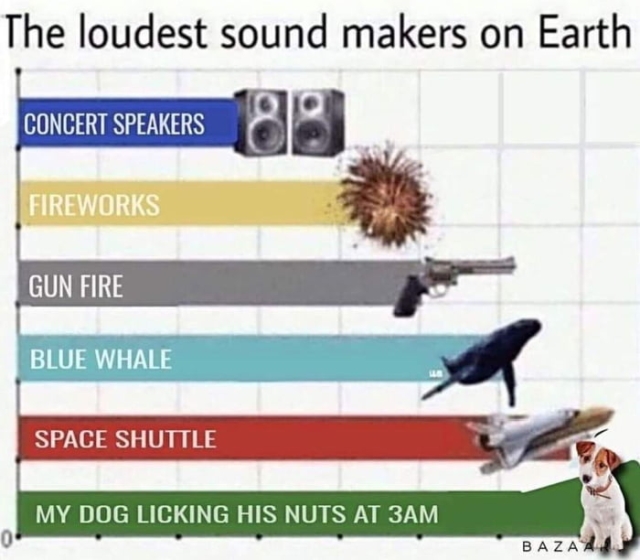 The loudest sound makers on Earth
CONCERT SPEAKERS
FIREWORKS
GUN FIRE
BLUE WHALE
SPACE SHUTTLE
MY DOG LICKING HIS NUTS AT 3AM
0